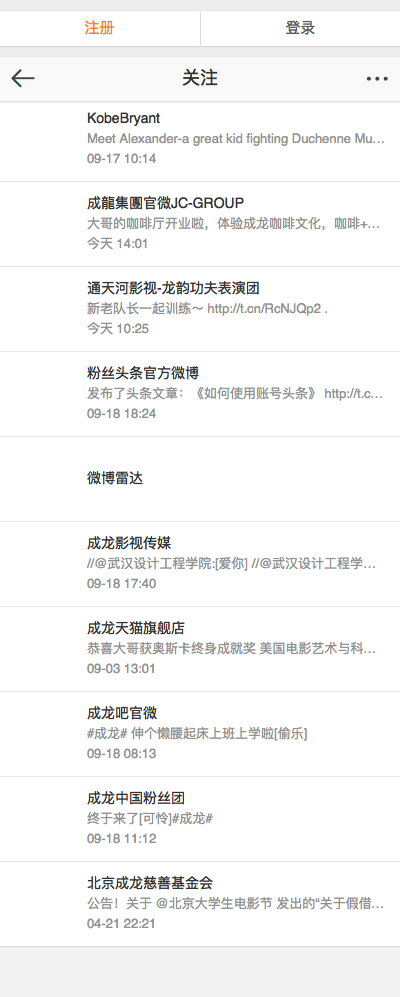 注册
登录
关注
KobeBryant
Meet Alexander-a great kid fighting Duchenne Mu...
09-17 10:14
成龍集團官微JC-GROUP
大哥的咖啡厅开业啦，体验成龙咖啡文化，咖啡+...
今天 14:01
通天河影视-龙韵功夫表演团
新老队长一起训练～ http://t.cn/RcNJQp2 .
今天 10:25
粉丝头条官方微博
发布了头条文章：《如何使用账号头条》 http://t.c...
09-18 18:24
微博雷达
成龙影视传媒
//@武汉设计工程学院:[爱你] //@武汉设计工程学...
09-18 17:40
成龙天猫旗舰店
恭喜大哥获奥斯卡终身成就奖 美国电影艺术与科...
09-03 13:01
成龙吧官微
#成龙# 伸个懒腰起床上班上学啦[偷乐]
09-18 08:13
成龙中国粉丝团
终于来了[可怜]#成龙#
09-18 11:12
北京成龙慈善基金会
公告！关于 @北京大学生电影节 发出的“关于假借...
04-21 22:21